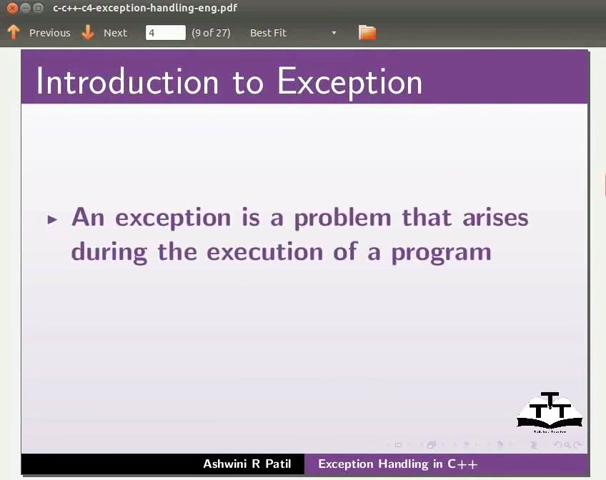 c-c++-c4-exception-handling-eng.pdf
Previous Next 4 (9 of 27) Best Fit
Introduction to Exception
An exception is a problem that arises
during the execution of a program
Ashwini R Patil Exception Handling in C++